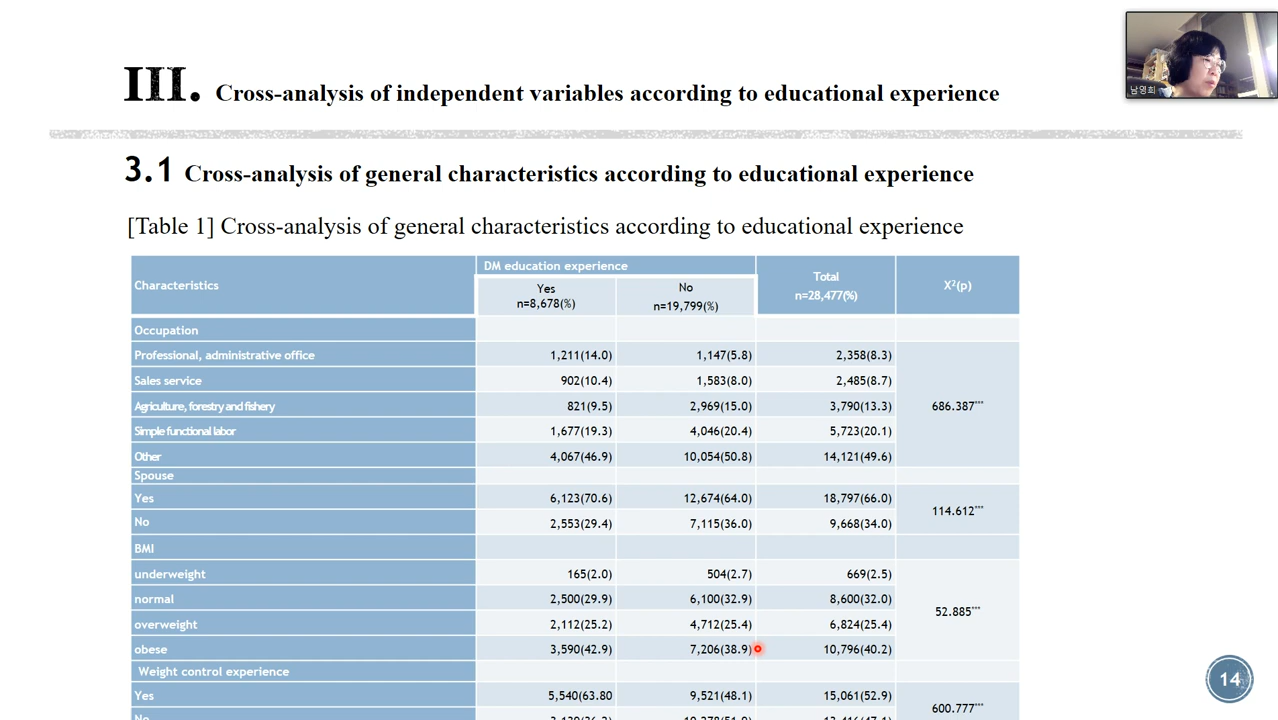 III. Cross-analysis of independent variables according to educational experience
남영희
3.1 Cross-analysis of general characteristics according to educational experience
[Table 1] Cross-analysis of general characteristics according to educational experience
Characteristics DM education experience Total n=28,477(%) X²(p)
Yes n=8,678(%) No n=19,799(%)
Occupation
Professional, administrative office 1,211(14.0) 1,147(5.8) 2,358(8.3)
Sales service 902(10.4) 1,583(8.0) 2,485(8.7)
Agriculture, forestry and fishery 821(9.5) 2,969(15.0) 3,790(13.3) 686.387***
Simple functional labor 1,677(19.3) 4,046(20.4) 5,723(20.1)
Other 4,067(46.9) 10,054(50.8) 14,121(49.6)
Spouse
Yes 6,123(70.6) 12,674(64.0) 18,797(66.0) 114.612***
No 2,553(29.4) 7,115(36.0) 9,668(34.0)
BMI
underweight 165(2.0) 504(2.7) 669(2.5)
normal 2,500(29.9) 6,100(32.9) 8,600(32.0) 52.885***
overweight 2,112(25.2) 4,712(25.4) 6,824(25.4)
obese 3,590(42.9) 7,206(38.9) 10,796(40.2)
Weight control experience
Yes 5,540(63.80 9,521(48.1) 15,061(52.9) 600.777***
No
14